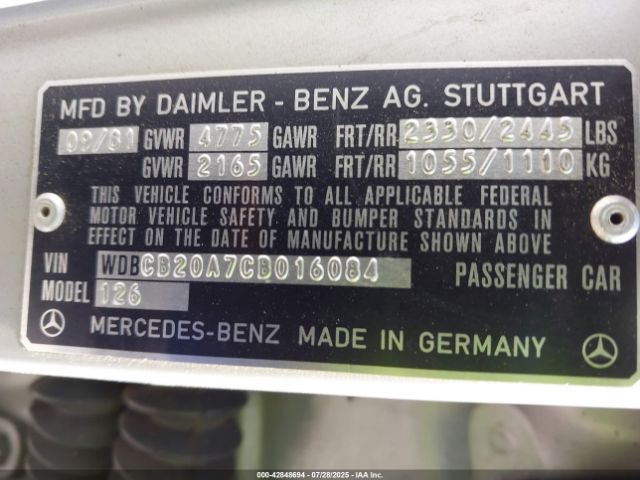 MFD BY DAIMLER - BENZ AG. STUTTGART
09/81 GVWR 4775 GAWR FRT/RR 2330/2445 LBS
GVWR 2165 GAWR FRT/RR 1055/1110 KG
THIS VEHICLE CONFORMS TO ALL APPLICABLE FEDERAL
MOTOR VEHICLE SAFETY AND BUMPER STANDARDS IN
EFFECT ON THE DATE OF MANUFACTURE SHOWN ABOVE
VIN WDBCB20A7CB016084 PASSENGER CAR
MODEL 126
MERCEDES-BENZ MADE IN GERMANY
000-42848694 | 07/28/2025 | IAAI.COM